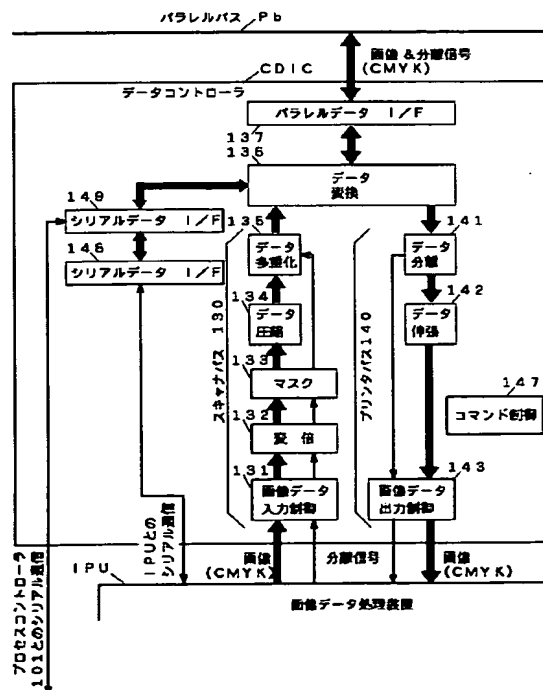 パラレルバス Pb
画像&分離信号
(CMYK)
CDIC
データコントローラ
パラレルデータ I/F
137
136
データ
変換
149
シリアルデータ I/F
148
シリアルデータ I/F
135
データ
多重化
134
データ
圧縮
133
マスク
132
変倍
131
画像データ
入力制御
スキャナバス 130
141
データ
分離
142
データ
伸張
プリンタバス140
147
コマンド制御
143
画像データ
出力制御
プロセスコントローラ
101とのシリアル通信
IPUとの
シリアル通信
IPU
画像
(CMYK)
分離信号
画像
(CMYK)
画像データ処理装置